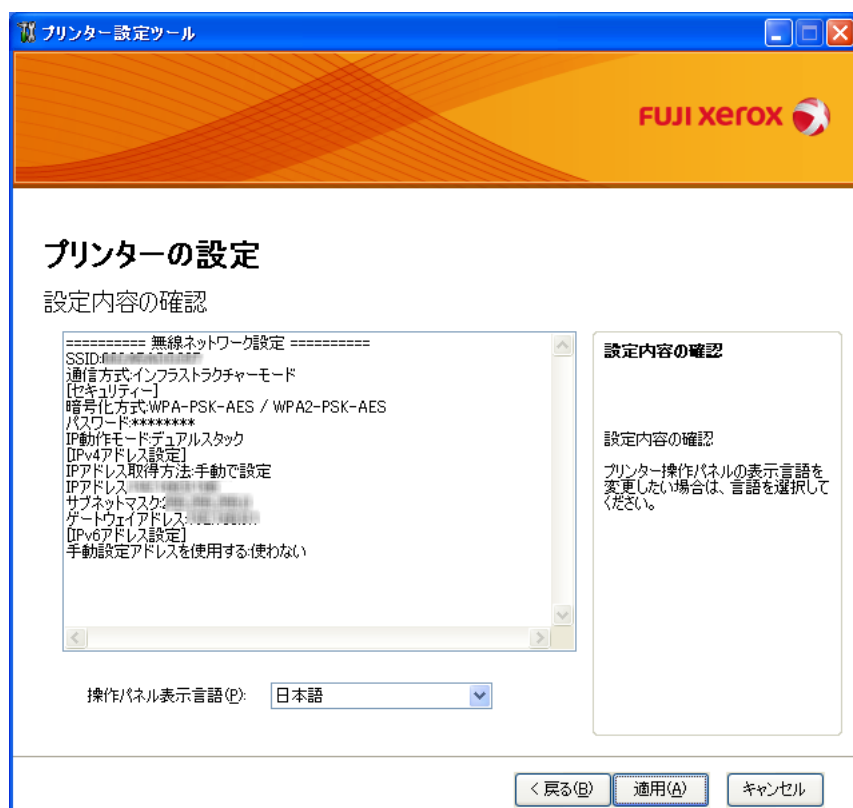 プリンター設定ツール
FUJI xerox
プリンターの設定
設定内容の確認
========== 無線ネットワーク設定 ==========
SSID:
通信方式:インフラストラクチャーモード
[セキュリティー]
暗号化方式:WPA-PSK-AES / WPA2-PSK-AES
パスワード:********
IP動作モード:デュアルスタック
[IPv4アドレス設定]
IPアドレス取得方法:手動で設定
IPアドレス
サブネットマスク:
ゲートウェイアドレス:
[IPv6アドレス設定]
手動設定アドレスを使用する:使わない
操作パネル表示言語(P):
日本語
設定内容の確認
設定内容の確認
プリンター操作パネルの表示言語を
変更したい場合は、言語を選択して
ください。
< 戻る(B)
適用(A)
キャンセル